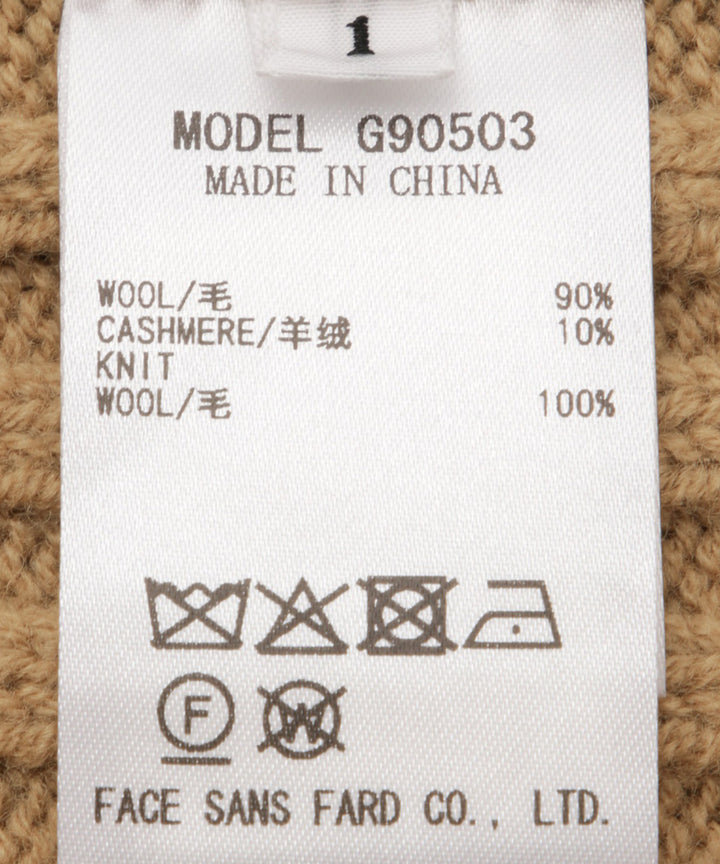 1
MODEL G90503
MADE IN CHINA
WOOL/毛 90%
CASHMERE/羊绒 10%
KNIT
WOOL/毛 100%
F
W
FACE SANS FARD CO., LTD.